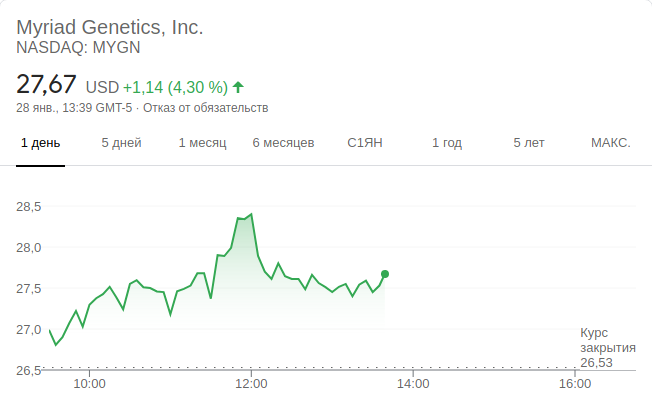 Myriad Genetics, Inc.
NASDAQ: MYGN
27,67 USD +1,14 (4,30 %)
28 янв., 13:39 GMT-5 · Отказ от обязательств
1 день 5 дней 1 месяц 6 месяцев С1ЯН 1 год 5 лет МАКС.
28,5
28,0
27,5
27,0
Курс
закрытия
26,53
26,5
10:00 12:00 14:00 16:00